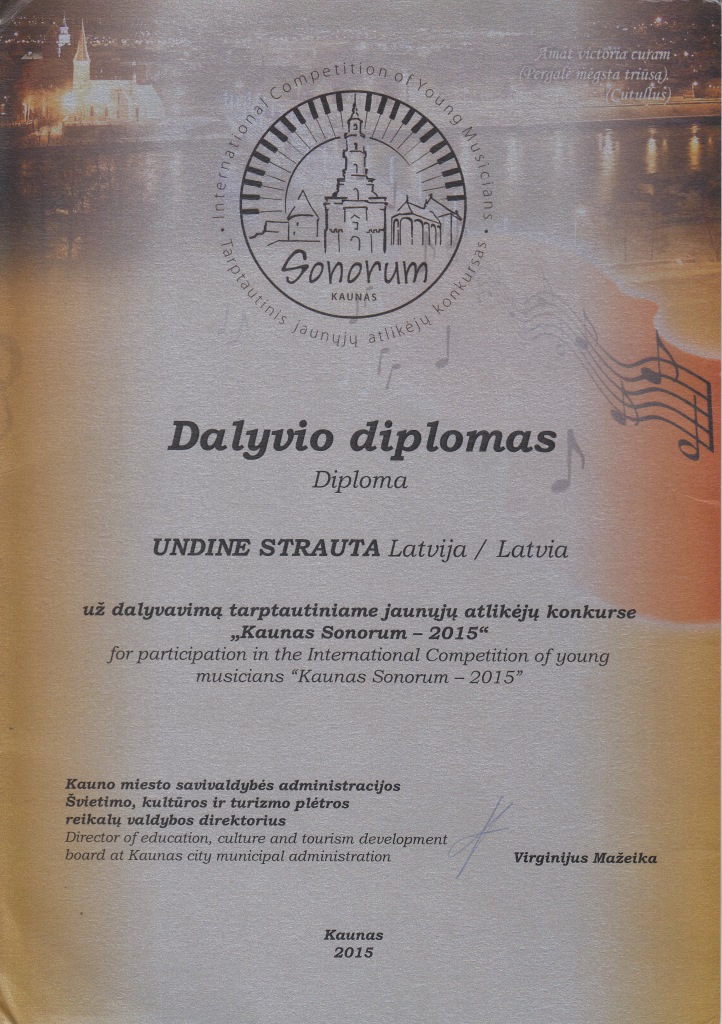 Amat victoria curam
(Pergalė mėgsta triūsą).
(Cutullus)
• International Competition of Young Musicians •
Sonorum
KAUNAS
Tarptautinis jaunųjų atlikėjų konkursas
Dalyvio diplomas
Diploma
UNDINE STRAUTA Latvija / Latvia
už dalyvavimą tarptautiniame jaunųjų atlikėjų konkurse
„Kaunas Sonorum – 2015“
for participation in the International Competition of young
musicians “Kaunas Sonorum – 2015”
Kauno miesto savivaldybės administracijos
Švietimo, kultūros ir turizmo plėtros
reikalų valdybos direktorius
Director of education, culture and tourism development
board at Kaunas city municipal administration
Virginijus Mažeika
Kaunas
2015